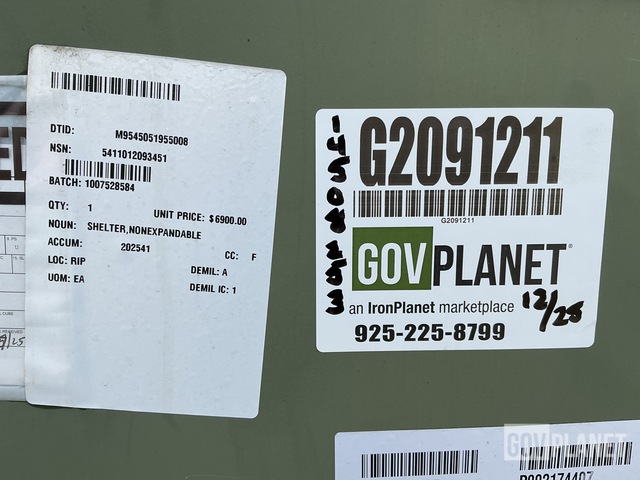 DTID: M9545051955008
NSN: 5411012093451
BATCH: 1007528584
QTY: 1 UNIT PRICE: $6900.00
NOUN: SHELTER,NONEXPANDABLE
ACCUM: 202541 CC: F
LOC: RIP DEMIL: A
UOM: EA DEMIL IC: 1
G2091211
G2091211
GOVPLANET®
an IronPlanet marketplace
12/25
925-225-8799
GOVPLANET